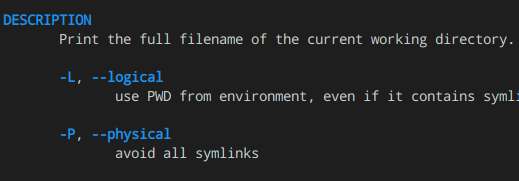 DESCRIPTION
Print the full filename of the current working directory.
-L, --logical
use PWD from environment, even if it contains symli
-P, --physical
avoid all symlinks